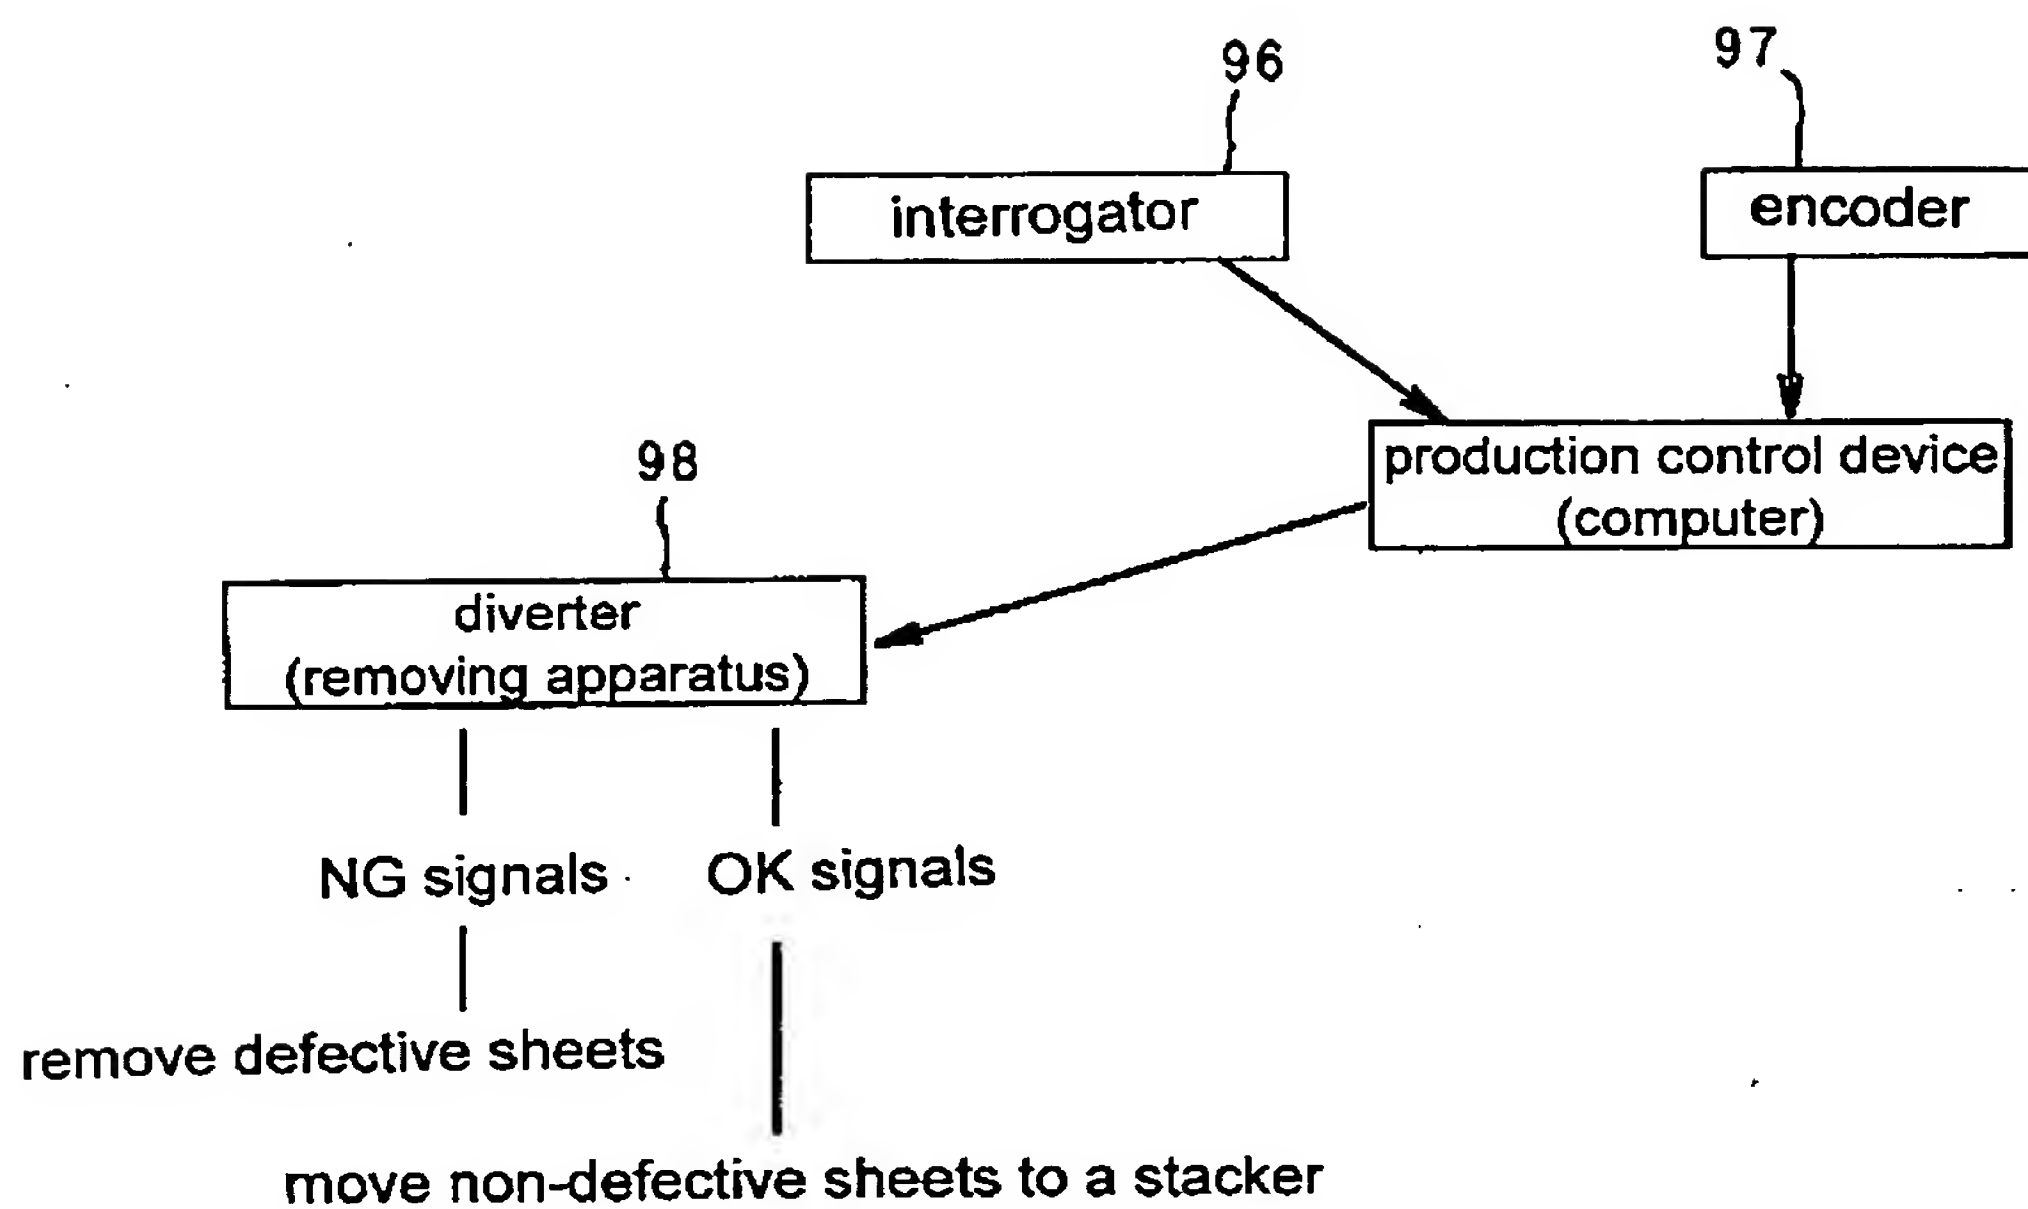 96
97
interrogator
encoder
production control device
(computer)
98
diverter
(removing apparatus)
NG signals
OK signals
remove defective sheets
move non-defective sheets to a stacker